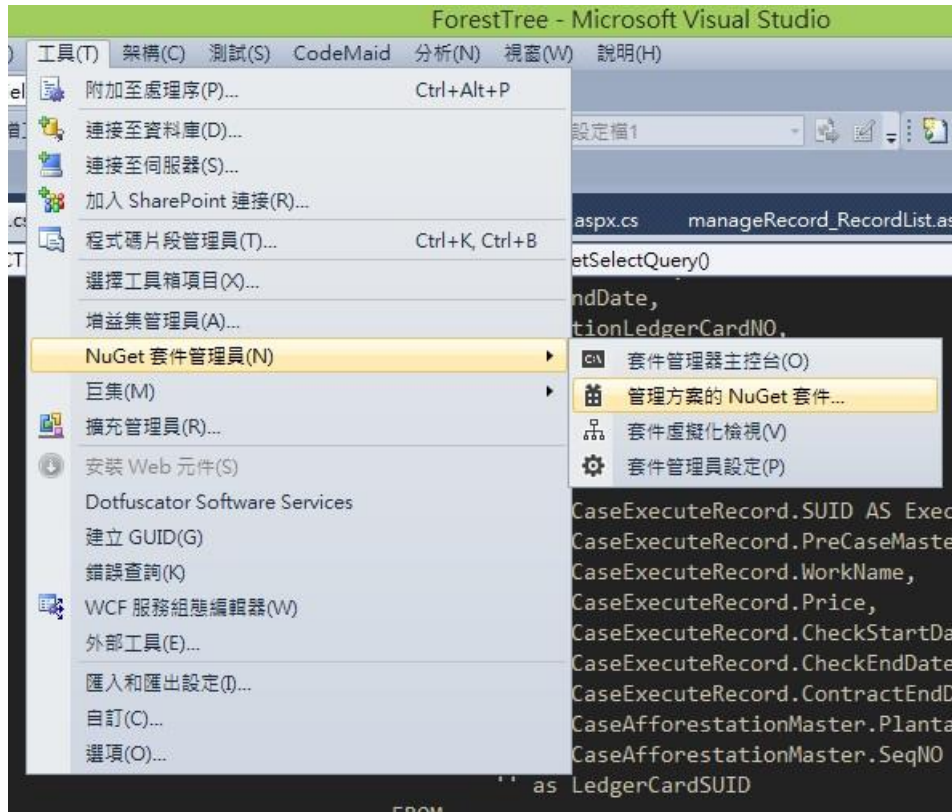 ForestTree - Microsoft Visual Studio
工具(T) 架構(C) 測試(S) CodeMaid 分析(N) 視窗(W) 說明(H)
附加至處理序(P)... Ctrl+Alt+P
連接至資料庫(D)...
設定檔1
連接至伺服器(S)...
加入 SharePoint 連接(R)...
aspx.cs manageRecord_RecordList.as
程式碼片段管理員(T)... Ctrl+K, Ctrl+B
etSelectQuery()
選擇工具箱項目(X)...
ndDate,
增益集管理員(A)...
tionLedgerCardNO,
NuGet 套件管理員(N)
套件管理器主控台(O)
巨集(M)
管理方案的 NuGet 套件...
擴充管理員(R)...
套件虛擬化檢視(V)
安裝 Web 元件(S)
套件管理員設定(P)
Dotfuscator Software Services
CaseExecuteRecord.SUID AS Exec
建立 GUID(G)
CaseExecuteRecord.PreCaseMaste
錯誤查詢(K)
CaseExecuteRecord.WorkName,
WCF 服務組態編輯器(W)
CaseExecuteRecord.Price,
外部工具(E)...
CaseExecuteRecord.CheckStartDa
CaseExecuteRecord.CheckEndDate
匯入和匯出設定(I)...
CaseExecuteRecord.ContractEndD
自訂(C)...
CaseAfforestationMaster.Planta
選項(O)...
CaseAfforestationMaster.SeqNO
'' as LedgerCardSUID
FROM